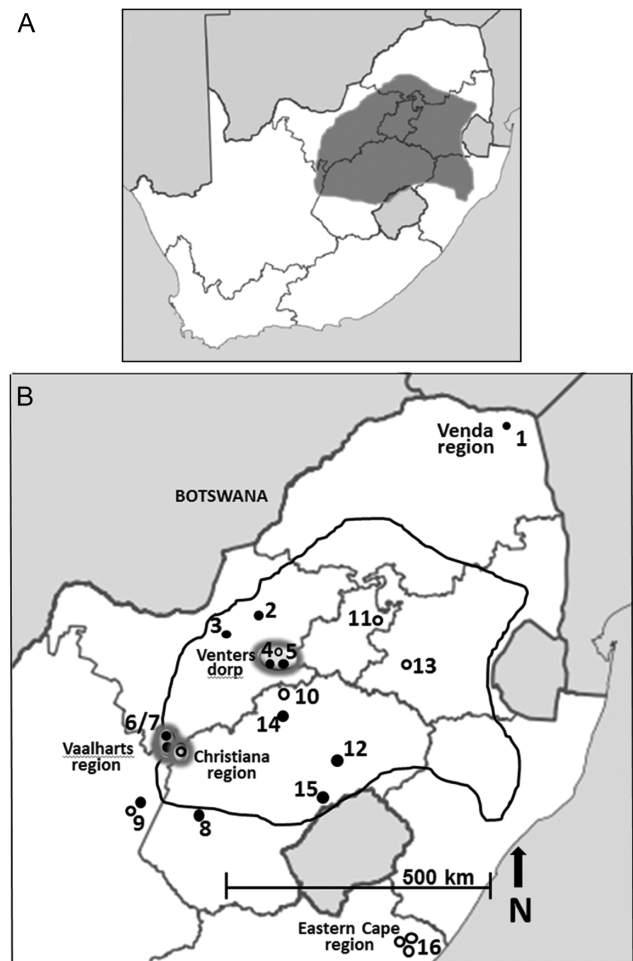 A
B
Venda
region
1
BOTSWANA
2
3
11
Venters
dorp
4
5
13
10
14
6/7
Vaalharts
region
Christiana
region
12
15
9
8
500 km
N
Eastern Cape
region
16